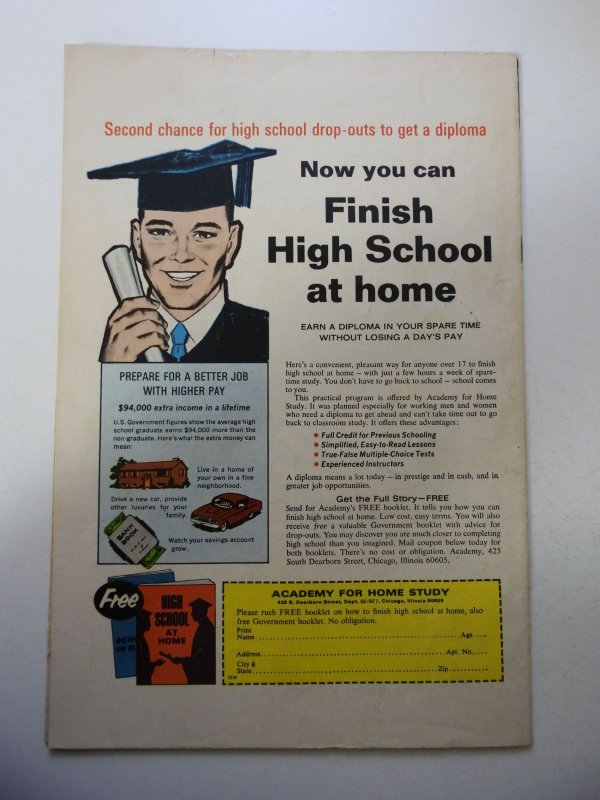 Second chance for high school drop-outs to get a diploma
Now you can
Finish
High School
at home
EARN A DIPLOMA IN YOUR SPARE TIME
WITHOUT LOSING A DAY'S PAY
PREPARE FOR A BETTER JOB
WITH HIGHER PAY
$94,000 extra income in a lifetime
U.S. Government figures show the average high
school graduate earns $94,000 more than the
non-graduate. Here's what the extra money can
mean:
Live in a home of
your own in a fine
neighborhood.
Drive a new car, provide
other luxuries for your
family.
BANK
BOOK
Watch your savings account
grow.
Here's a convenient, pleasant way for anyone over 17 to finish
high school at home — with just a few hours a week of spare-
time study. You don't have to go back to school — school comes
to you.
This practical program is offered by Academy for Home
Study. It was planned especially for working men and women
who need a diploma to get ahead and can't take time out to go
back to classroom study. It offers these advantages:
• Full Credit for Previous Schooling
• Simplified, Easy-to-Read Lessons
• True-False Multiple-Choice Tests
• Experienced Instructors
A diploma means a lot today — in prestige and in cash, and in
greater job opportunities.
Get the Full Story—FREE
Send for Academy's FREE booklet. It tells you how you can
finish high school at home. Low cost, easy terms. You will also
receive free a valuable Government booklet with advice for
drop-outs. You may discover you are much closer to completing
high school than you imagined. Mail coupon below today for
both booklets. There's no cost or obligation. Academy, 425
South Dearborn Street, Chicago, Illinois 60605.
Free
HIGH
SCHOOL
AT
HOME
ACADEMY FOR HOME STUDY
Dearborn Street, Dept. Chicago, Illinois 60605
Please rush FREE booklet on how to finish high school at home, also
free Government booklet. No obligation.
Print
Name Age
Address Apt. No.
City &
State Zip